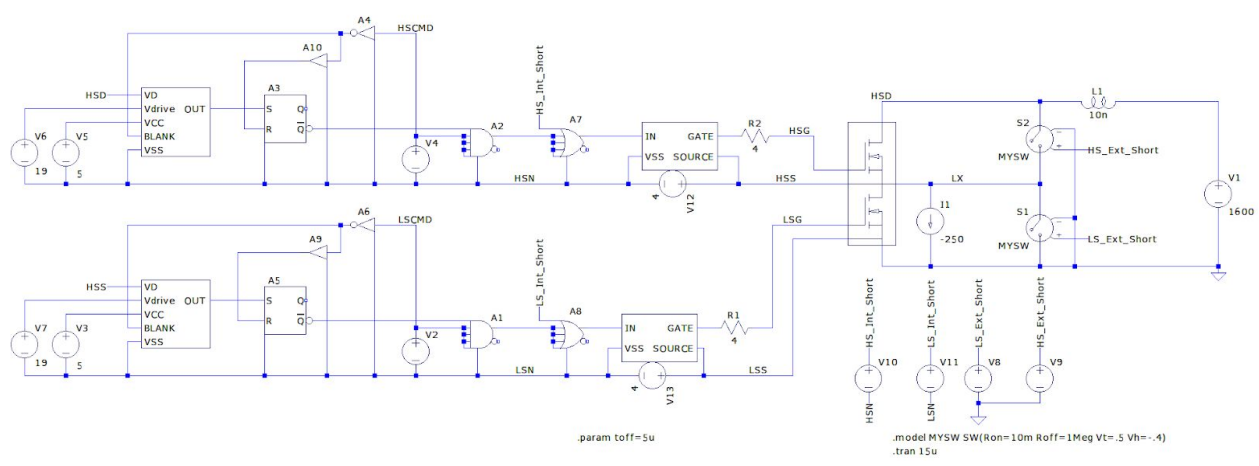 A4
HSCMD
A10
HSD
VD
Vdrive
OUT
VCC
BLANK
VSS
A3
S
Q
R
Q
V6
19
V5
5
V4
A2
HS_Int_Short
A7
HSN
IN
GATE
VSS
SOURCE
4
V12
R2
4
HSG
HSS
HSD
LX
I1
-250
S2
MYSW
HS_Ext_Short
S1
MYSW
LS_Ext_Short
L1
10n
V1
1600
A6
LSCMD
A9
HSS
VD
Vdrive
OUT
VCC
BLANK
VSS
A5
S
Q
R
Q
V7
19
V3
5
V2
A1
LS_Int_Short
A8
LSN
IN
GATE
VSS
SOURCE
4
V13
R1
4
LSG
LSS
HS_Int_Short
V10
HSN
LS_Int_Short
V11
LSN
LS_Ext_Short
V8
HS_Ext_Short
V9
.param toff=5u
.model MYSW SW(Ron=10m Roff=1Meg Vt=.5 Vh=-.4)
.tran 15u